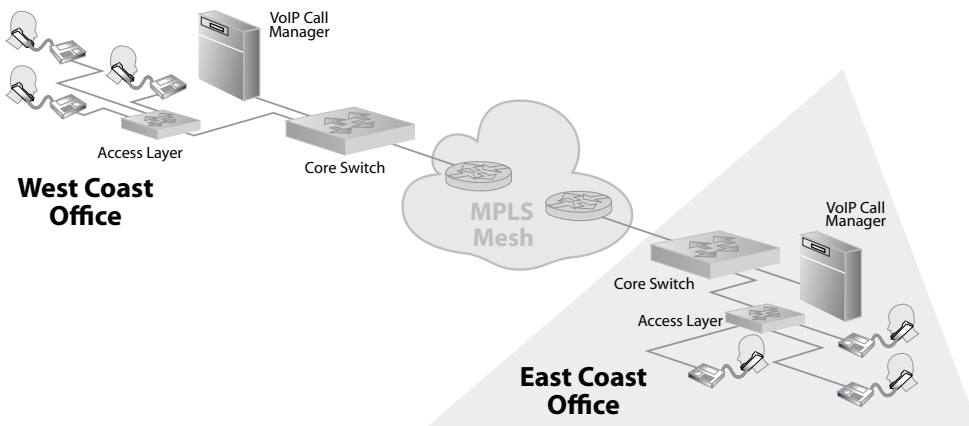 VoIP Call
Manager
Access Layer
Core Switch
West Coast
Office
MPLS
Mesh
VoIP Call
Manager
Core Switch
Access Layer
East Coast
Office